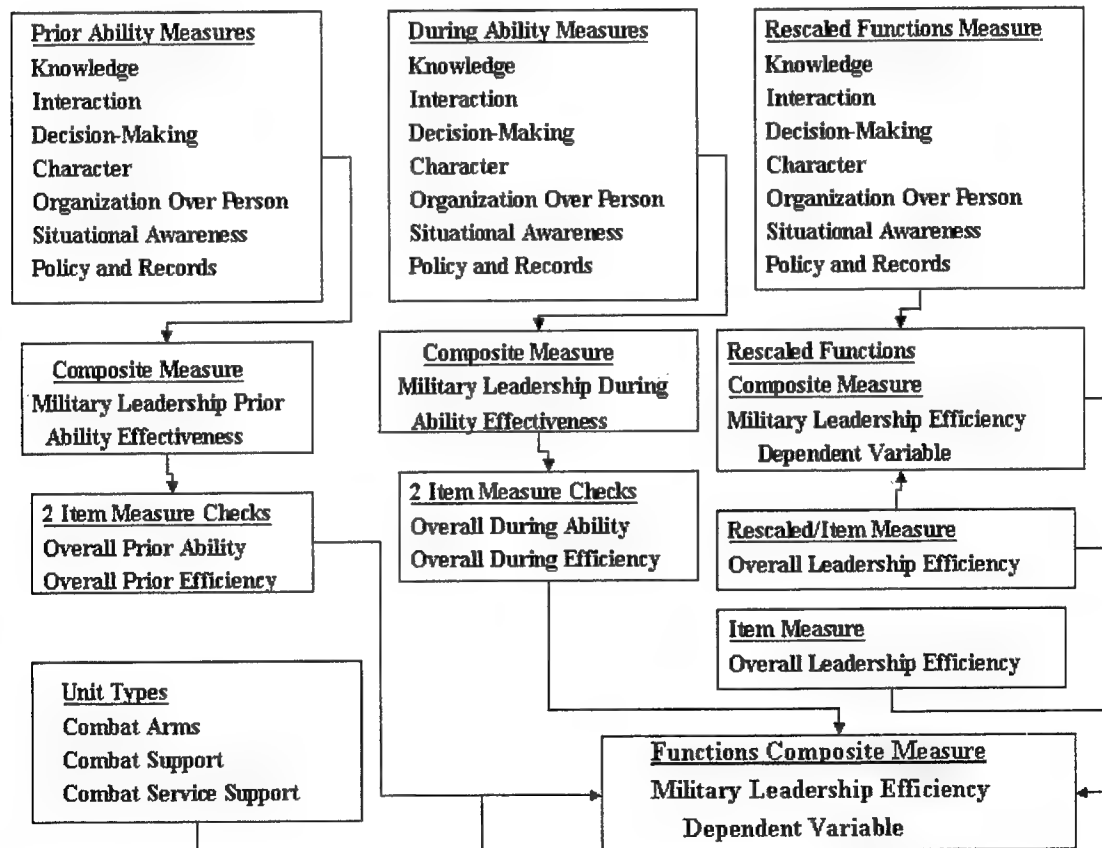 Prior Ability Measures
Knowledge
Interaction
Decision-Making
Character
Organization Over Person
Situational Awareness
Policy and Records
During Ability Measures
Knowledge
Interaction
Decision-Making
Character
Organization Over Person
Situational Awareness
Policy and Records
Rescaled Functions Measure
Knowledge
Interaction
Decision-Making
Character
Organization Over Person
Situational Awareness
Policy and Records
Composite Measure
Military Leadership Prior
Ability Effectiveness
Composite Measure
Military Leadership During
Ability Effectiveness
Rescaled Functions
Composite Measure
Military Leadership Efficiency
Dependent Variable
2 Item Measure Checks
Overall Prior Ability
Overall Prior Efficiency
2 Item Measure Checks
Overall During Ability
Overall During Efficiency
Rescaled/Item Measure
Overall Leadership Efficiency
Item Measure
Overall Leadership Efficiency
Unit Types
Combat Arms
Combat Support
Combat Service Support
Functions Composite Measure
Military Leadership Efficiency
Dependent Variable